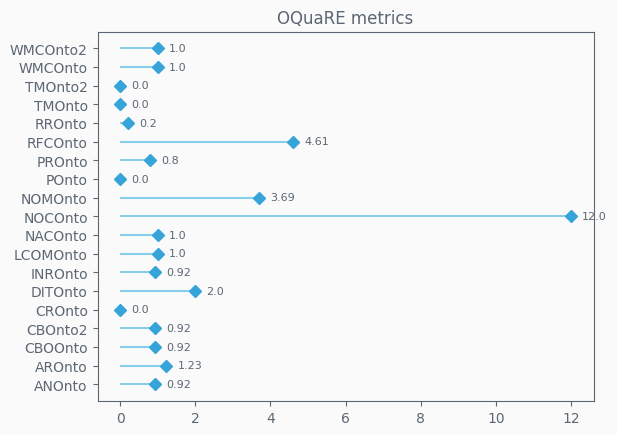 OQuaRE metrics
WMCOnto2 1.0
WMCOnto 1.0
TMOnto2 0.0
TMOnto 0.0
RROnto 0.2
RFCOnto 4.61
PROnto 0.8
POnto 0.0
NOMOnto 3.69
NOCOnto 12.0
NACOnto 1.0
LCOMOnto 1.0
INROnto 0.92
DITOnto 2.0
CROnto 0.0
CBOnto2 0.92
CBOOnto 0.92
AROnto 1.23
ANOnto 0.92
0 2 4 6 8 10 12